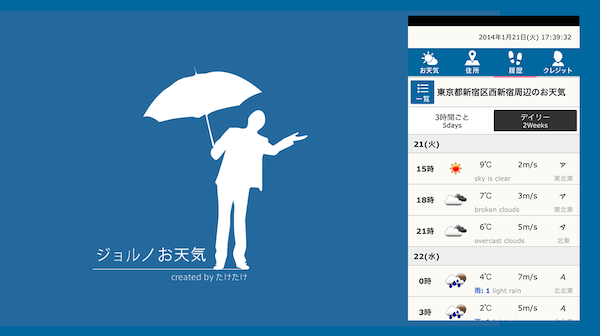 ジョルノお天気
created by たけたけ
2014年1月21日(火) 17:39:32
お天気 住所 履歴 クレジット
一覧 東京都新宿区西新宿周辺のお天気
3時間ごと デイリー
5days 2Weeks
21(火)
15時 9℃ 2m/s ア
sky is clear 東北東
18時 7℃ 3m/s
broken clouds 東北東
21時 6℃ 5m/s
overcast clouds 北東
22(水)
0時 4℃ 7m/s
雨: 1 light rain 北北東
3時 2℃ 5m/s